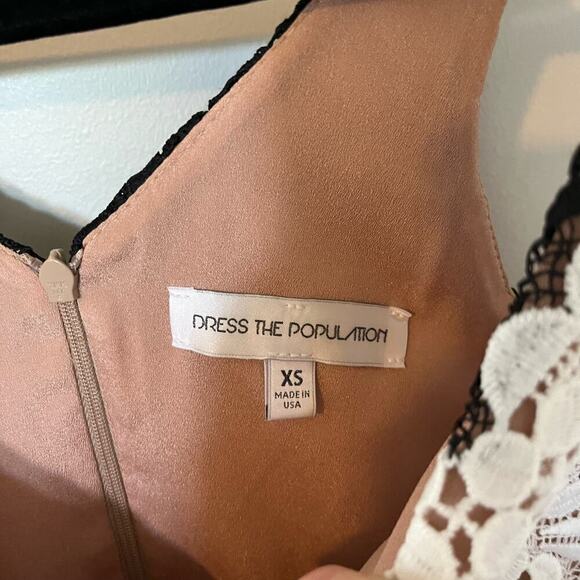 DRESS THE POPULATION
XS
MADE IN
USA